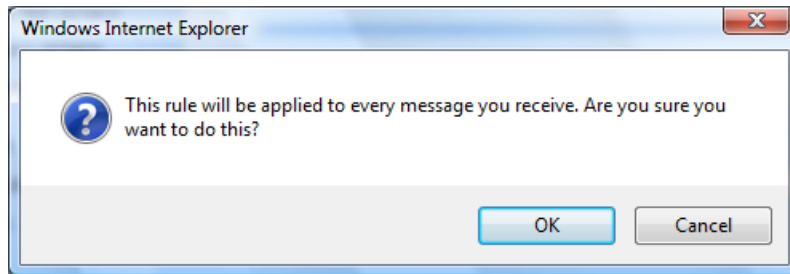 Windows Internet Explorer
This rule will be applied to every message you receive. Are you sure you
want to do this?
OK
Cancel